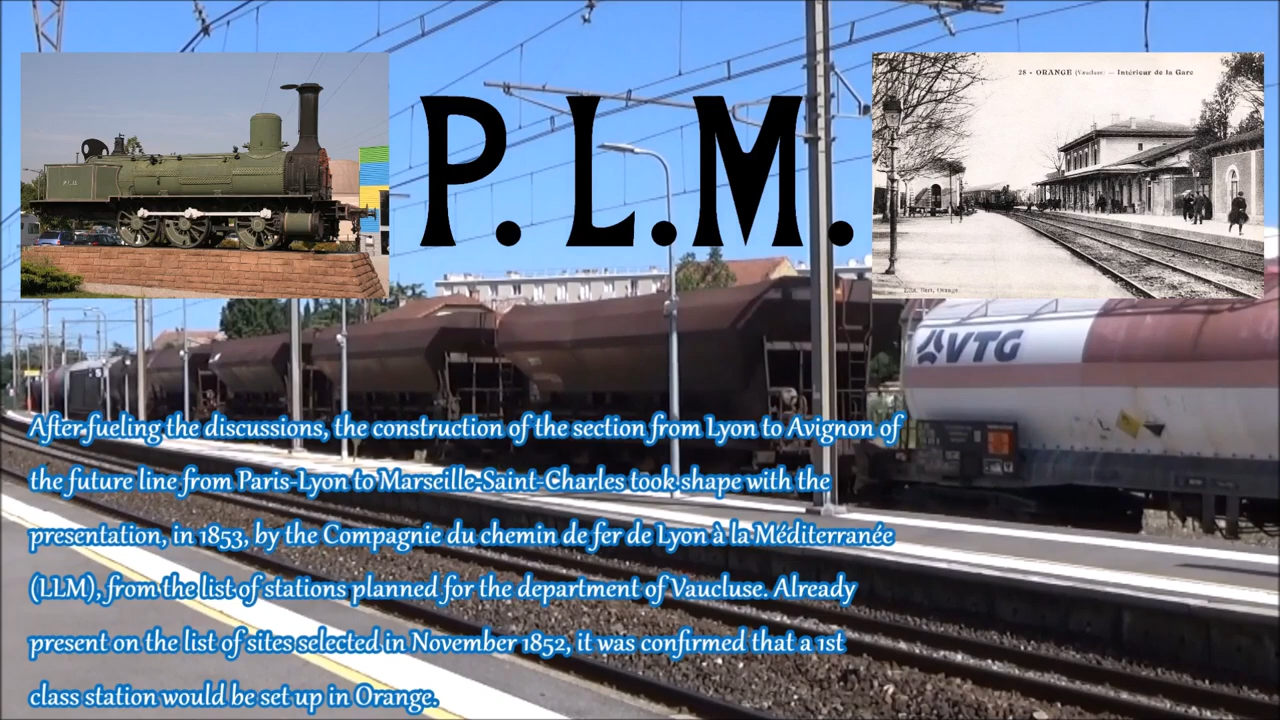 28 - ORANGE (Vaucluse) — Intérieur de la Gare
P. L. M.
P.L.M.
VTG
After fueling the discussions, the construction of the section from Lyon to Avignon of
the future line from Paris-Lyon to Marseille-Saint-Charles took shape with the
presentation, in 1853, by the Compagnie du chemin de fer de Lyon à la Méditerranée
(LLM), from the list of stations planned for the department of Vaucluse. Already
present on the list of sites selected in November 1852, it was confirmed that a 1st
class station would be set up in Orange.